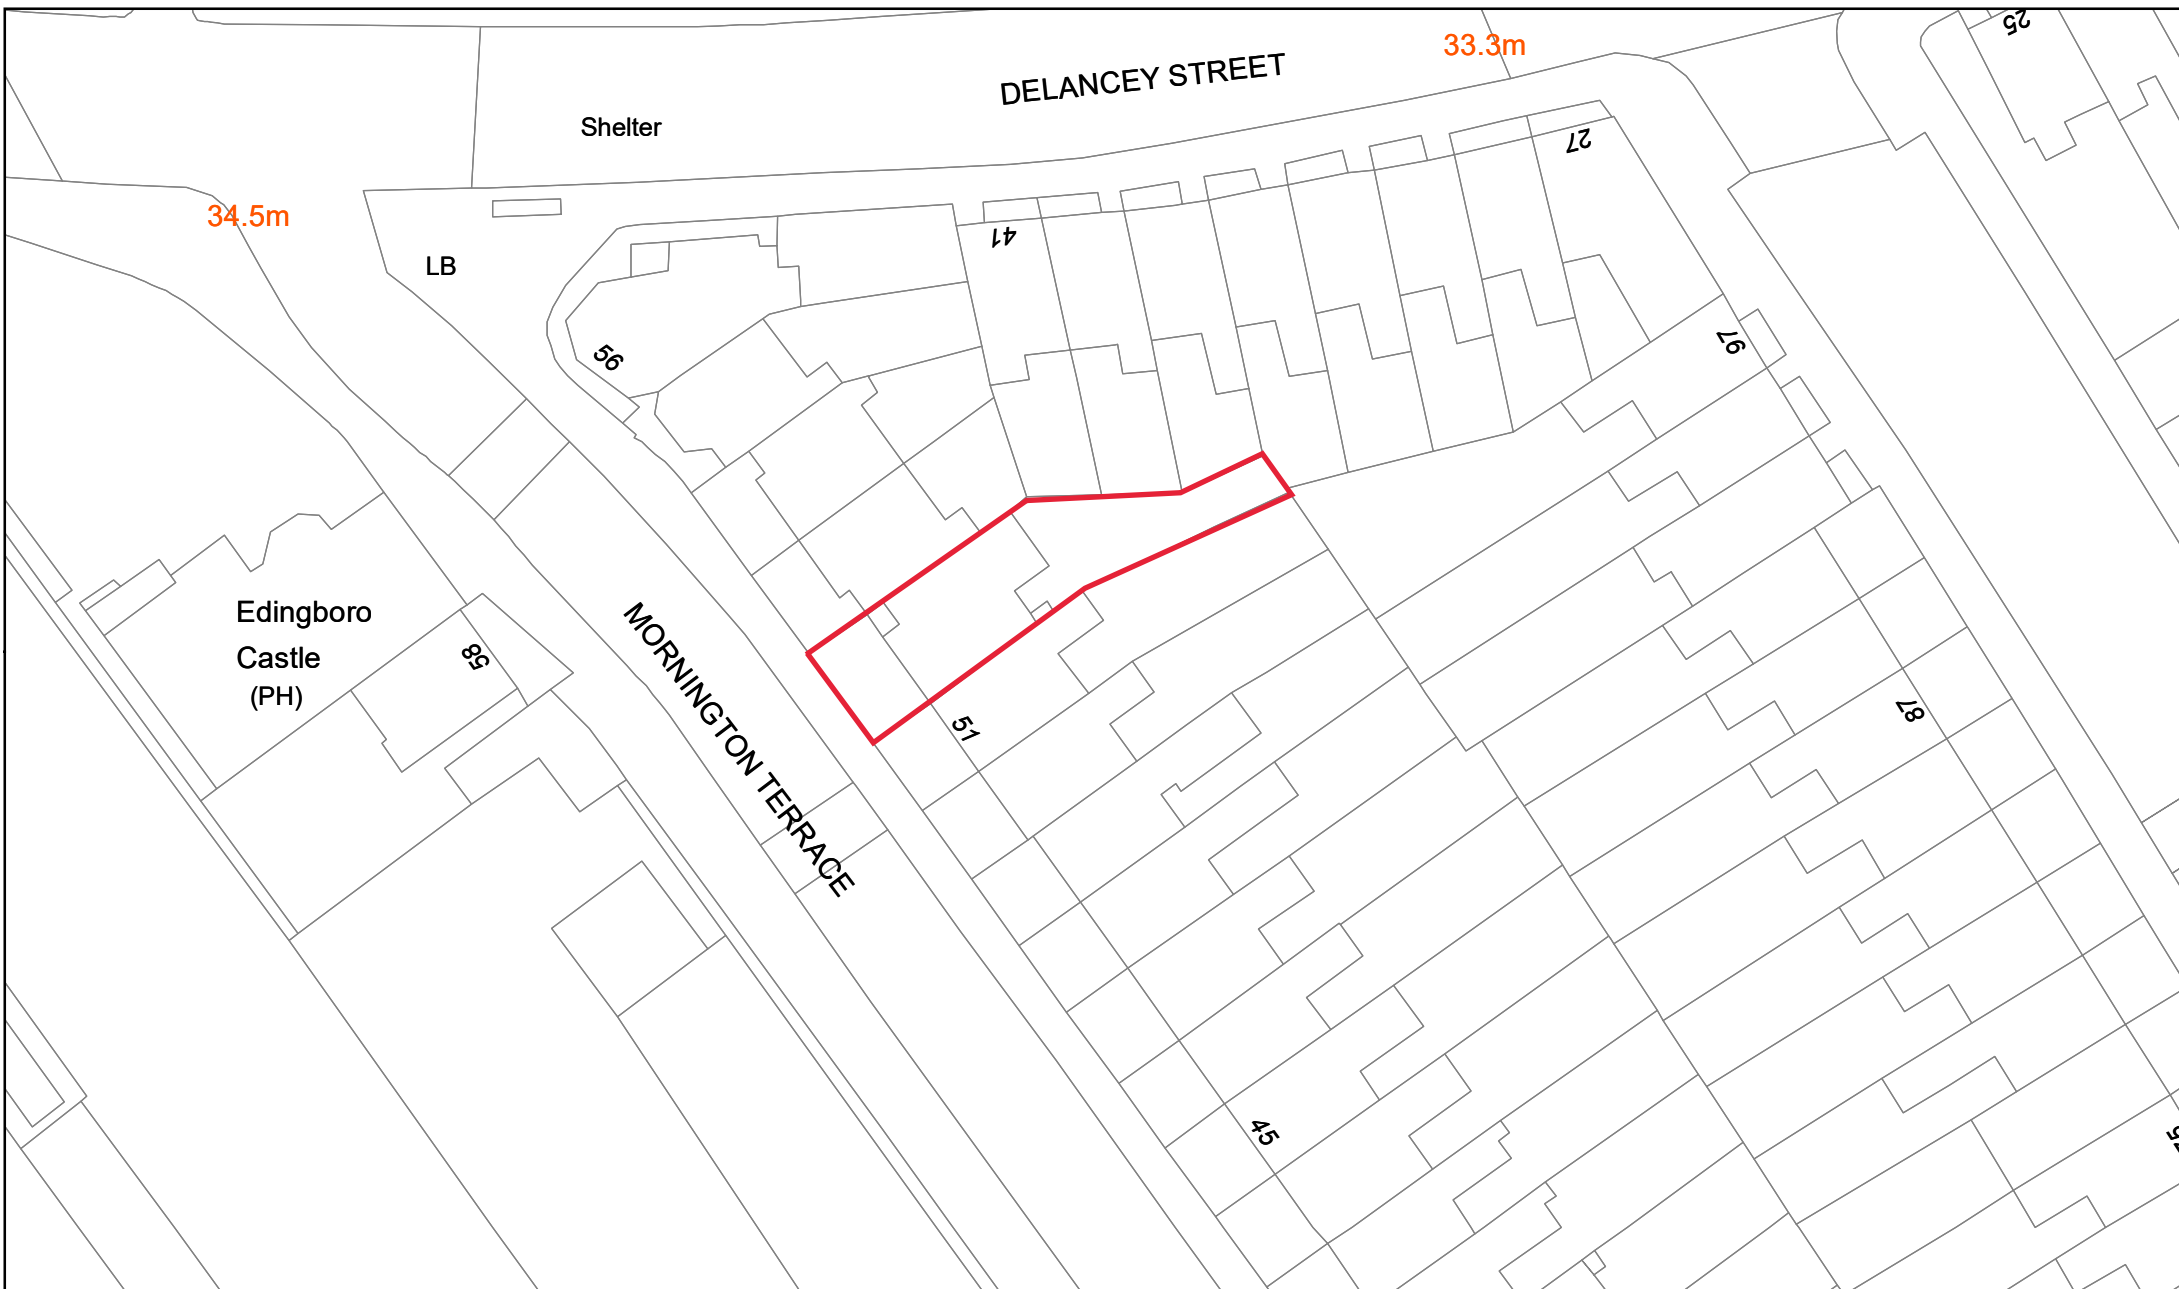 25
33.3m
DELANCEY STREET
Shelter
27
34.5m
41
LB
56
97
Edingboro
Castle
(PH)
58
MORNINGTON TERRACE
51
87
45